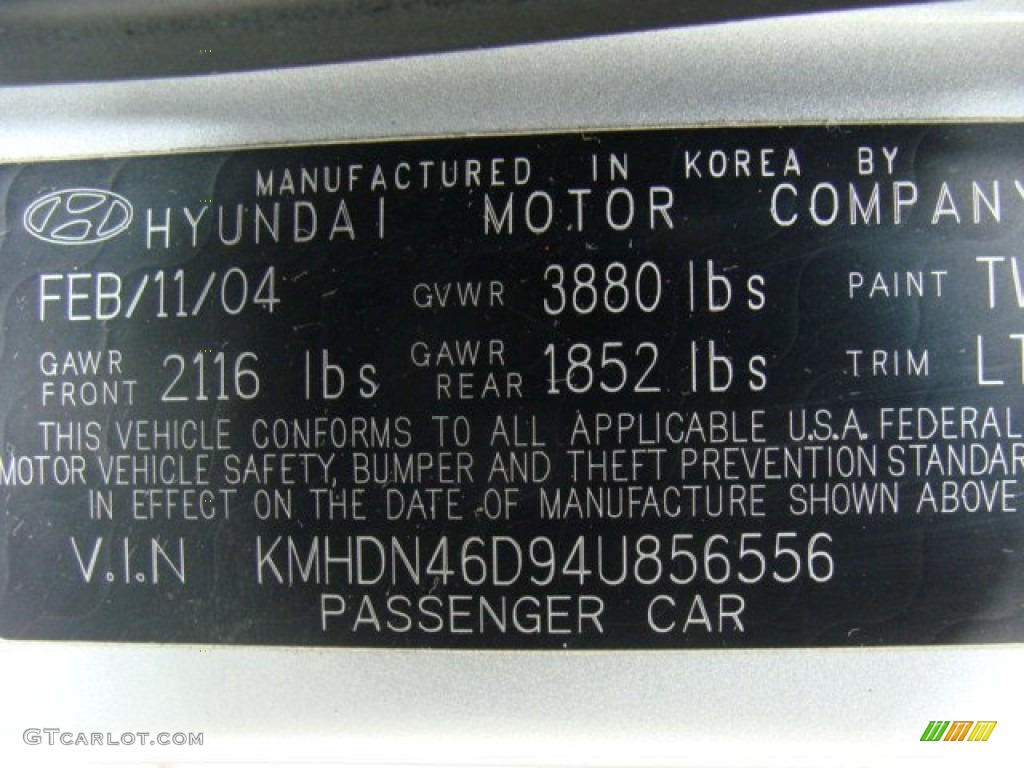 MANUFACTURED IN KOREA BY
HYUNDAI MOTOR COMPANY
FEB/11/04 GVWR 3880 lbs PAINT
GAWR FRONT 2116 lbs GAWR REAR 1852 lbs TRIM LT
THIS VEHICLE CONFORMS TO ALL APPLICABLE U.S.A. FEDERAL
MOTOR VEHICLE SAFETY, BUMPER AND THEFT PREVENTION STANDAR
IN EFFECT ON THE DATE OF MANUFACTURE SHOWN ABOVE
V.I.N KMHDN46D94U856556
PASSENGER CAR
GTCarlot.com